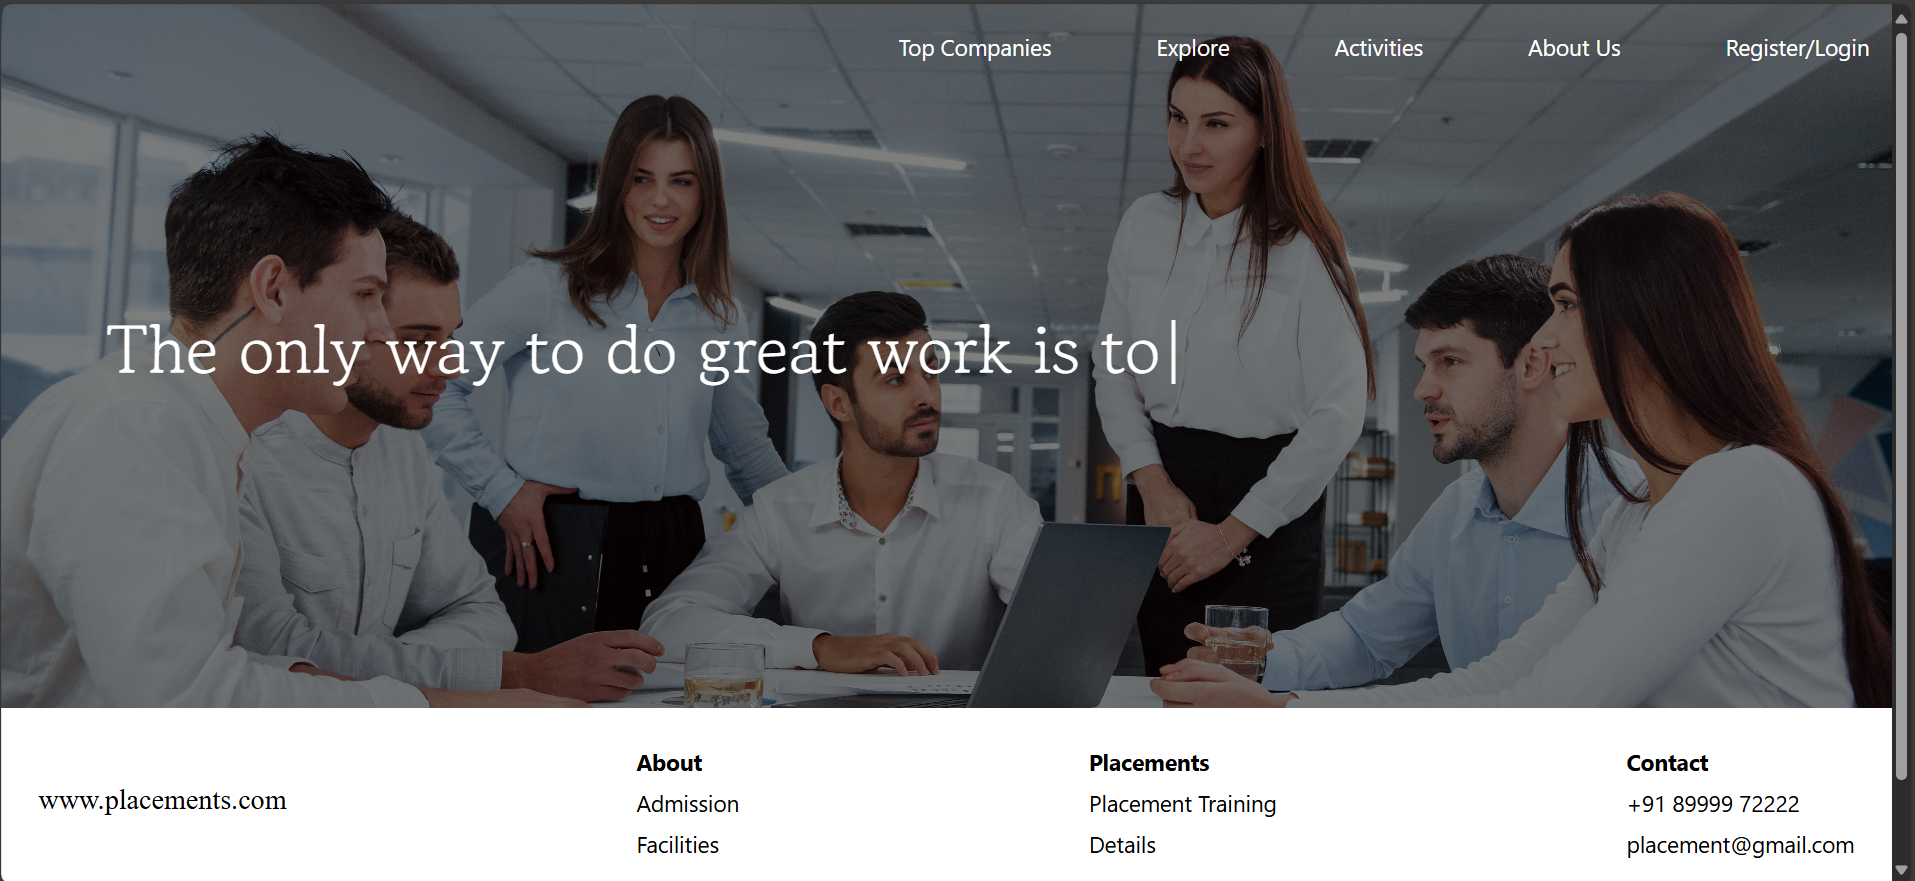 Top Companies Explore Activities About Us Register/Login
The only way to do great work is to|
www.placements.com
About
Admission
Facilities
Placements
Placement Training
Details
Contact
+91 89999 72222
placement@gmail.com